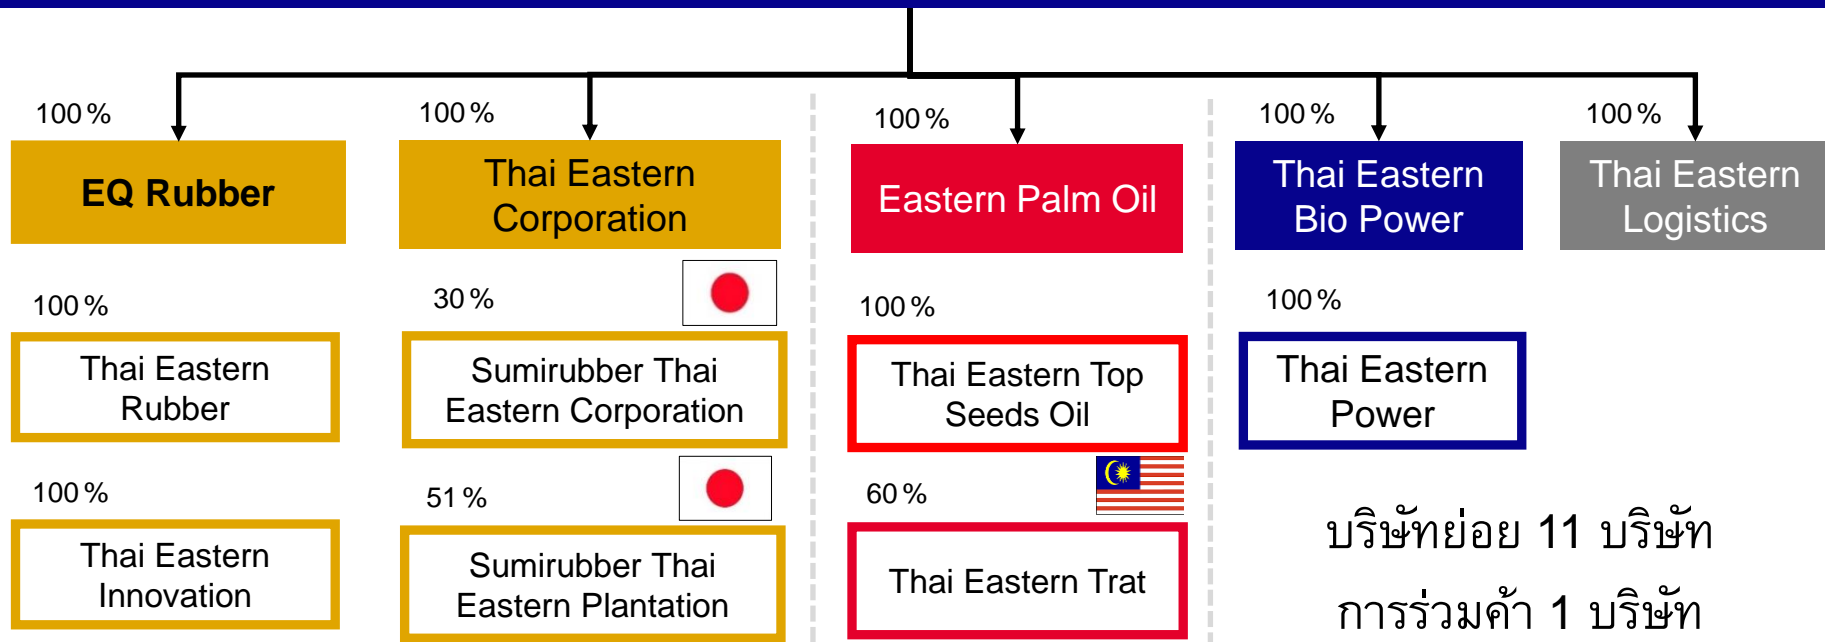 100 %
100 %
100 %
100 %
100 %
EQ Rubber
Thai Eastern
Corporation
Eastern Palm Oil
Thai Eastern
Bio Power
Thai Eastern
Logistics
100 %
30 %
100 %
100 %
Thai Eastern
Rubber
Sumirubber Thai
Eastern Corporation
Thai Eastern Top
Seeds Oil
Thai Eastern
Power
100 %
51 %
60 %
Thai Eastern
Innovation
Sumirubber Thai
Eastern Plantation
Thai Eastern Trat
บริษัทย่อย 11 บริษัท
การร่วมค้า 1 บริษัท